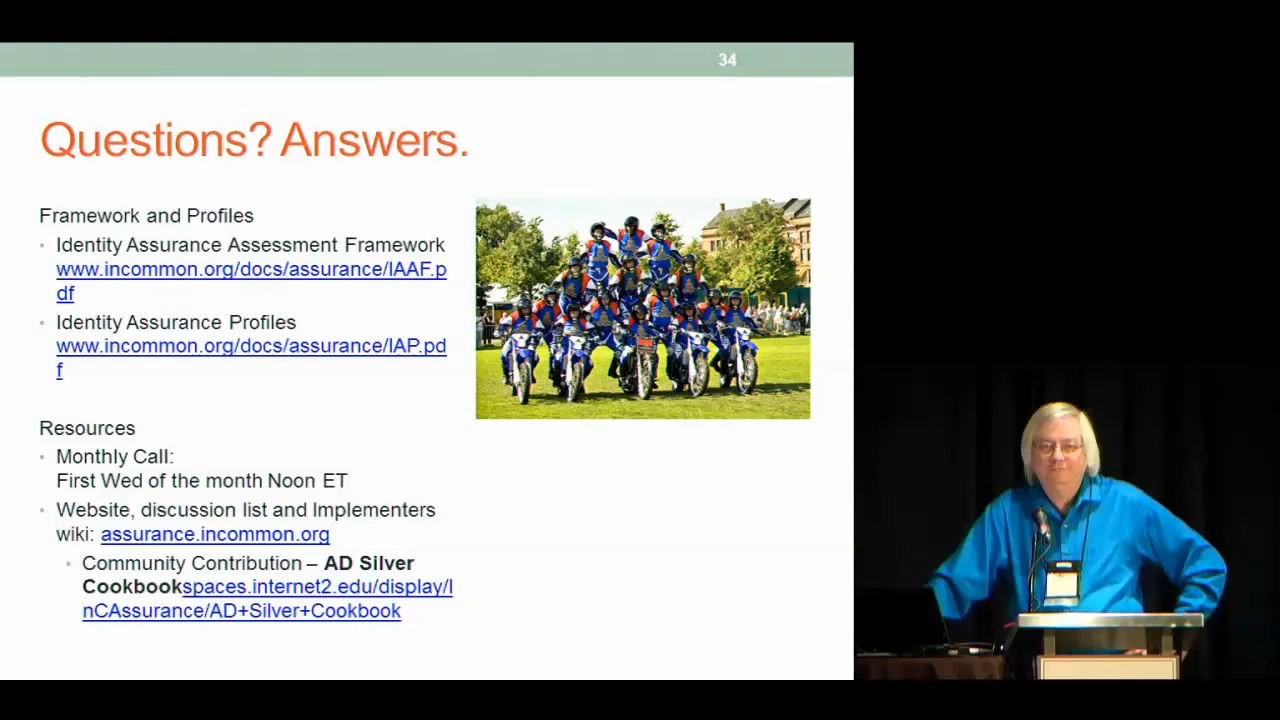 34
Questions? Answers.
Framework and Profiles
• Identity Assurance Assessment Framework
www.incommon.org/docs/assurance/IAAF.p
df
• Identity Assurance Profiles
www.incommon.org/docs/assurance/IAP.pd
f
Resources
• Monthly Call:
First Wed of the month Noon ET
• Website, discussion list and Implementers
wiki: assurance.incommon.org
• Community Contribution – AD Silver
Cookbookspaces.internet2.edu/display/I
nCAssurance/AD+Silver+Cookbook